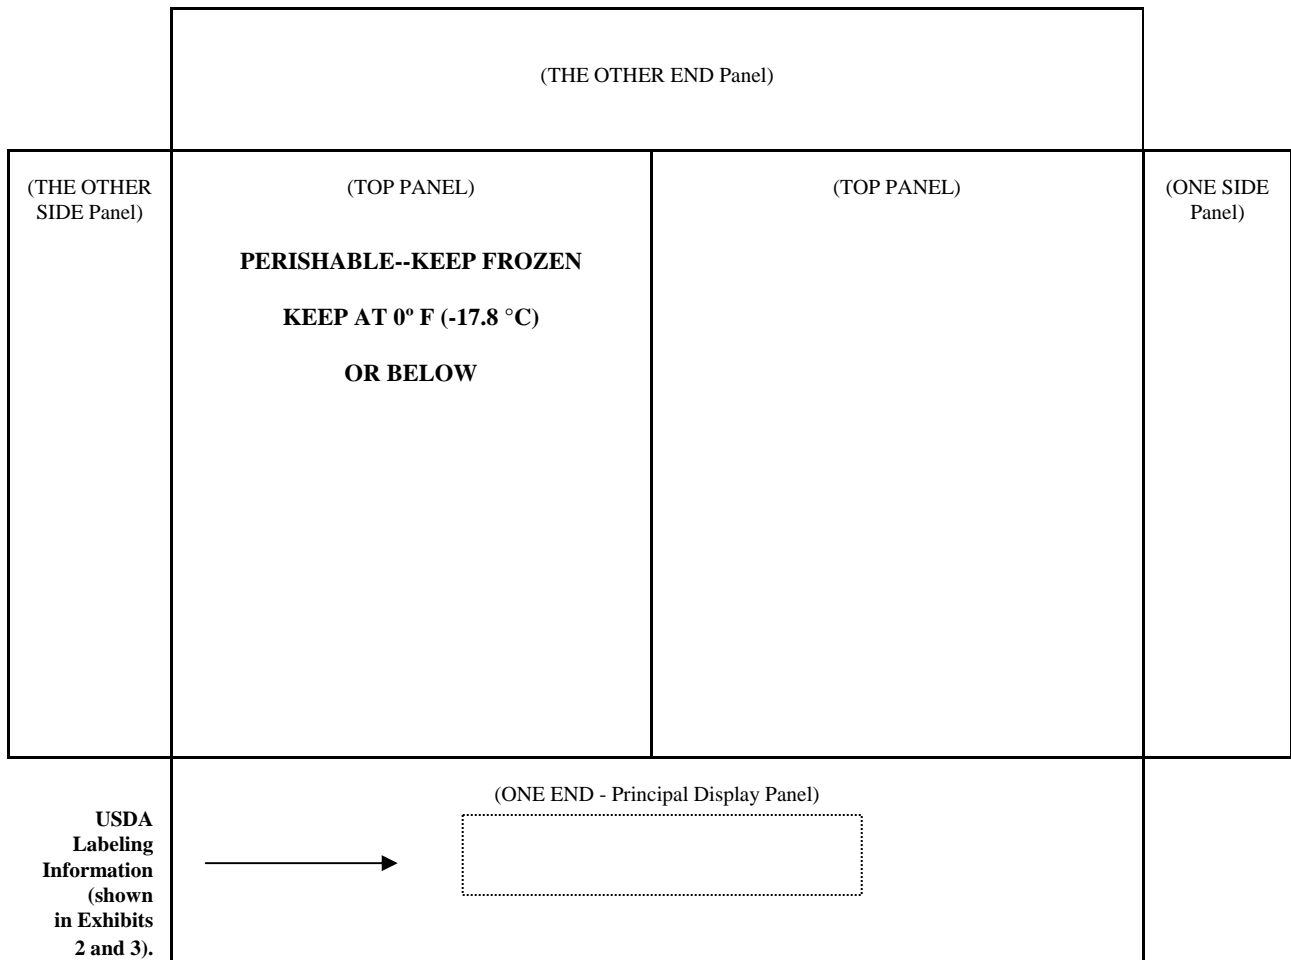 (THE OTHER END Panel)
(THE OTHER
SIDE Panel)
(TOP PANEL)
PERISHABLE--KEEP FROZEN
KEEP AT 0º F (-17.8 °C)
OR BELOW
(TOP PANEL)
(ONE SIDE
Panel)
(ONE END - Principal Display Panel)
USDA
Labeling
Information
(shown
in Exhibits
2 and 3).